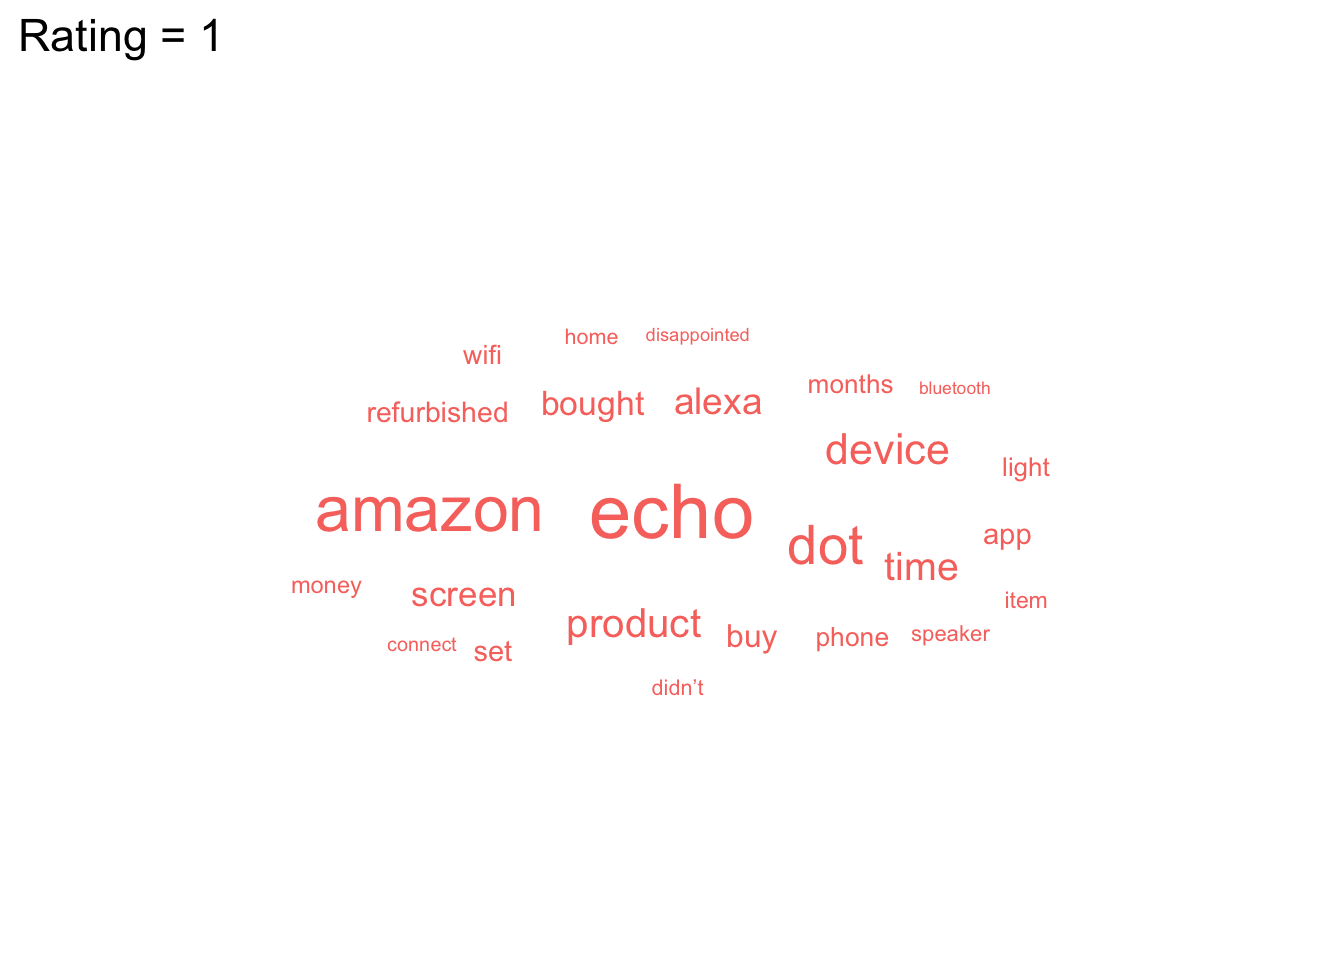 Rating = 1
home disappointed
wifi
months bluetooth
refurbished bought alexa
device
light
amazon echo
dot app
time
money screen item
product buy phone speaker
connect set
didn’t